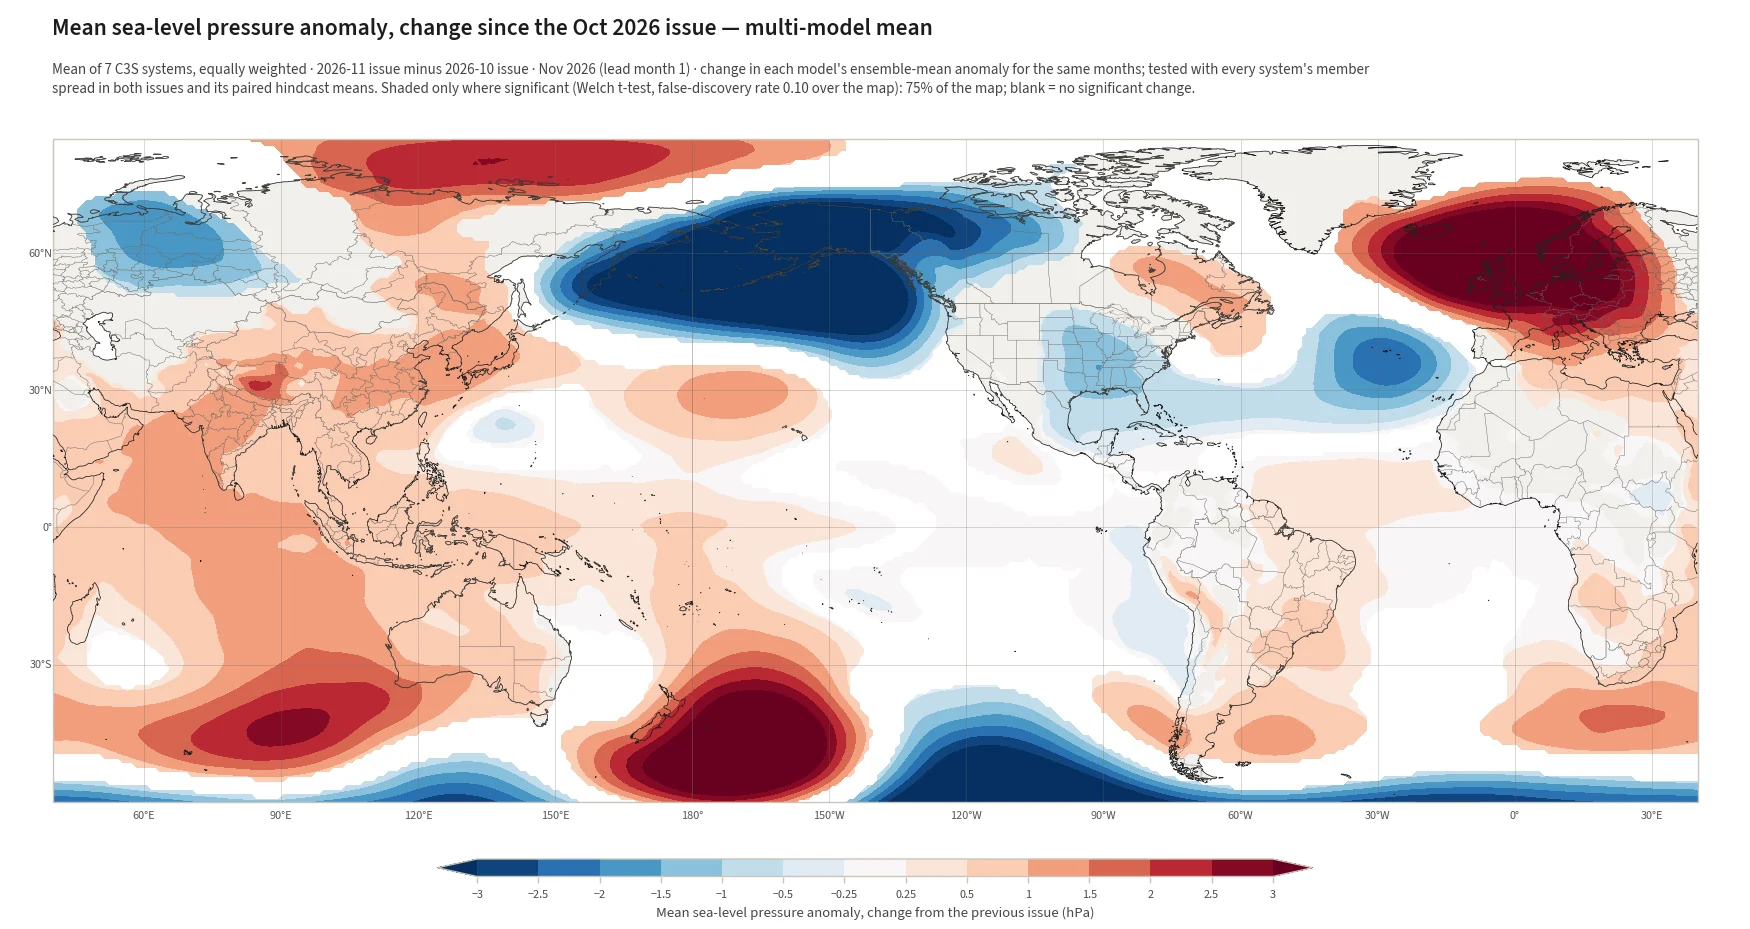 Mean sea-level pressure anomaly, change since the Oct 2026 issue — multi-model mean
Mean of 7 C3S systems, equally weighted · 2026-11 issue minus 2026-10 issue · Nov 2026 (lead month 1) · change in each model's ensemble-mean anomaly for the same months; tested with every system's member
spread in both issues and its paired hindcast means. Shaded only where significant (Welch t-test, false-discovery rate 0.10 over the map): 75% of the map; blank = no significant change.
60°N
30°N
0°
30°S
60°E 90°E 120°E 150°E 180° 150°W 120°W 90°W 60°W 30°W 0° 30°E
−3 −2.5 −2 −1.5 −1 −0.5 −0.25 0.25 0.5 1 1.5 2 2.5 3
Mean sea-level pressure anomaly, change from the previous issue (hPa)